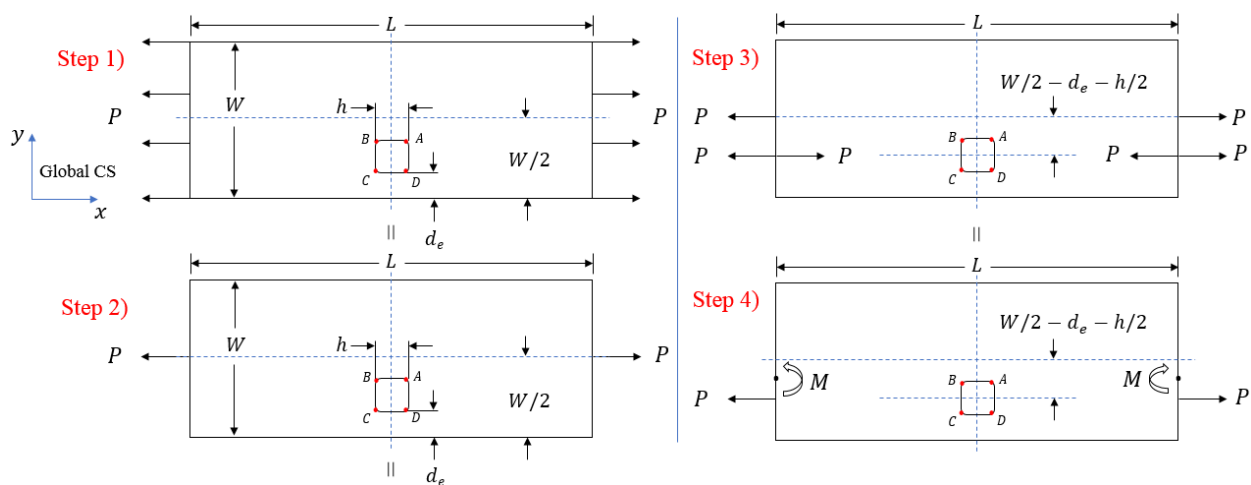 Step 1)
L
W
h
B
A
C
D
W/2
d_e
P
P
y
Global CS
x
||
Step 2)
L
W
h
B
A
C
D
W/2
d_e
P
P
||
Step 3)
L
W/2 − d_e − h/2
P
P
P
P
P
P
B
A
C
D
||
Step 4)
L
W/2 − d_e − h/2
M
M
P
P
B
A
C
D